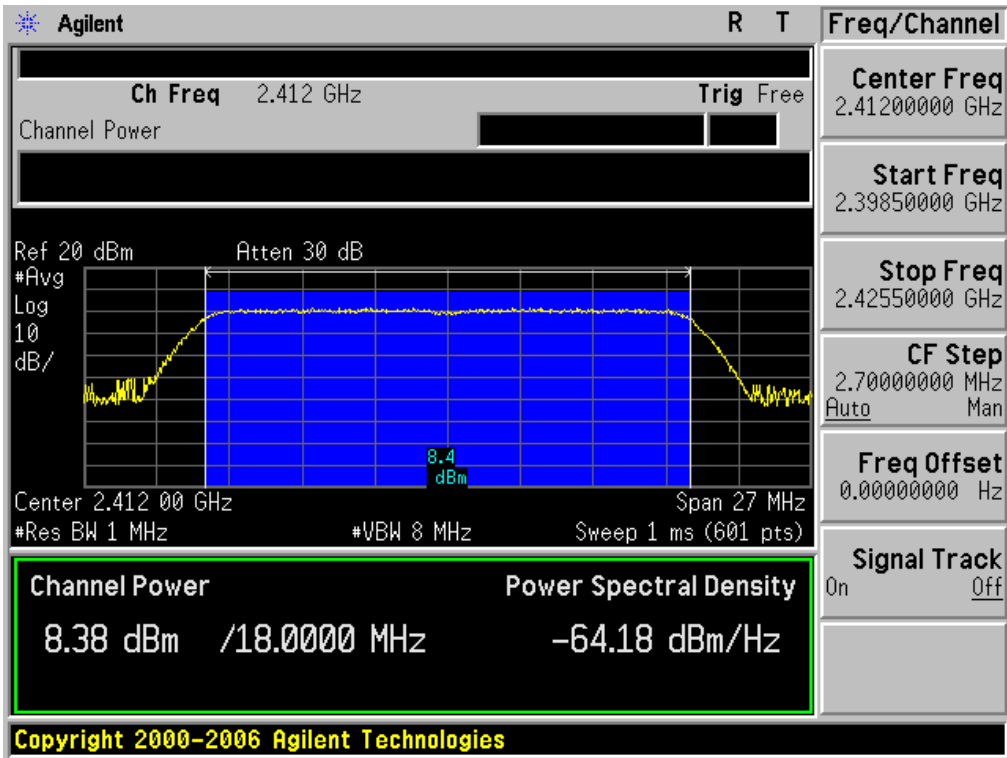 Agilent
R T
Freq/Channel
Ch Freq 2.412 GHz
Trig Free
Channel Power
Ref 20 dBm
Atten 30 dB
#Avg
Log
10
dB/
8.4
dBm
Center 2.412 00 GHz
Span 27 MHz
#Res BW 1 MHz
#VBW 8 MHz
Sweep 1 ms (601 pts)
Channel Power
Power Spectral Density
8.38 dBm /18.0000 MHz
-64.18 dBm/Hz
Copyright 2000-2006 Agilent Technologies
Center Freq
2.41200000 GHz
Start Freq
2.39850000 GHz
Stop Freq
2.42550000 GHz
CF Step
2.70000000 MHz
Auto Man
Freq Offset
0.00000000 Hz
Signal Track
On Off